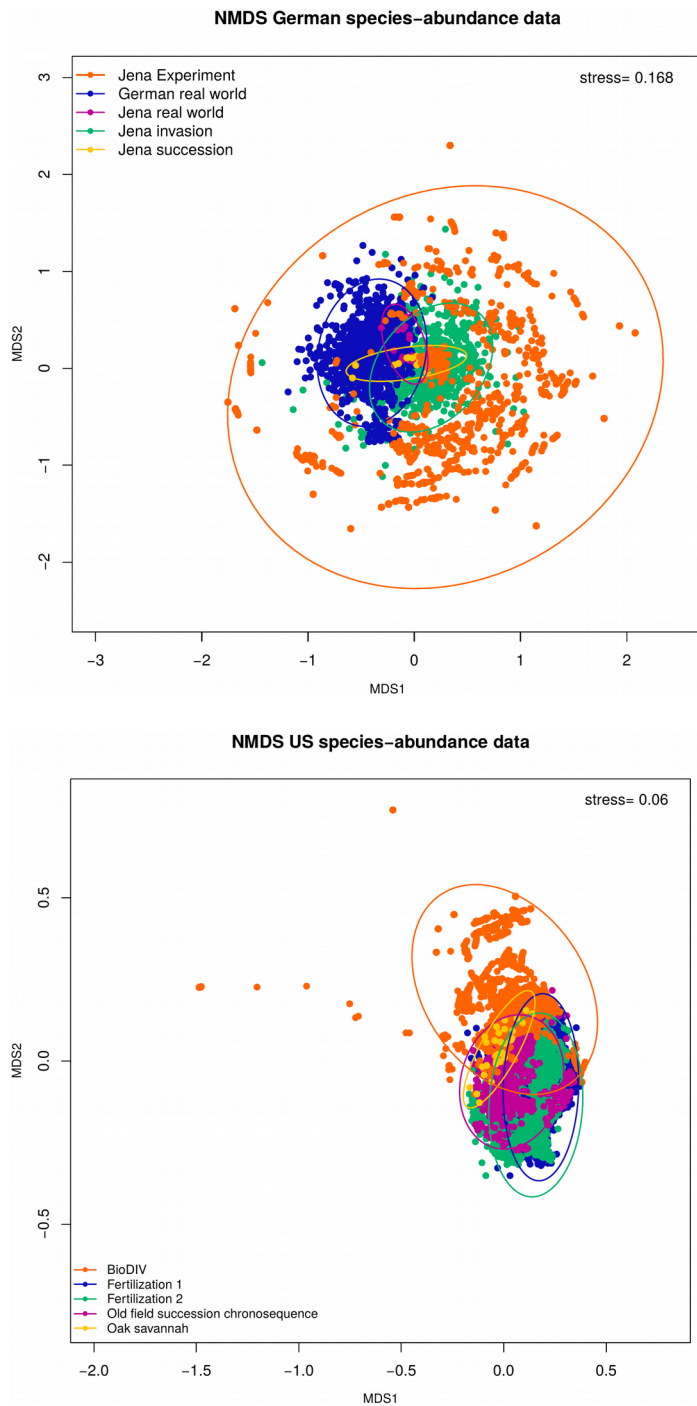 NMDS German species−abundance data
Jena Experiment
German real world
Jena real world
Jena invasion
Jena succession
stress= 0.168
3
2
1
0
−1
−2
MDS2
−3
−2
−1
0
1
2
MDS1
NMDS US species−abundance data
stress= 0.06
0.5
0.0
−0.5
MDS2
BioDIV
Fertilization 1
Fertilization 2
Old field succession chronosequence
Oak savannah
−2.0
−1.5
−1.0
−0.5
0.0
0.5
MDS1